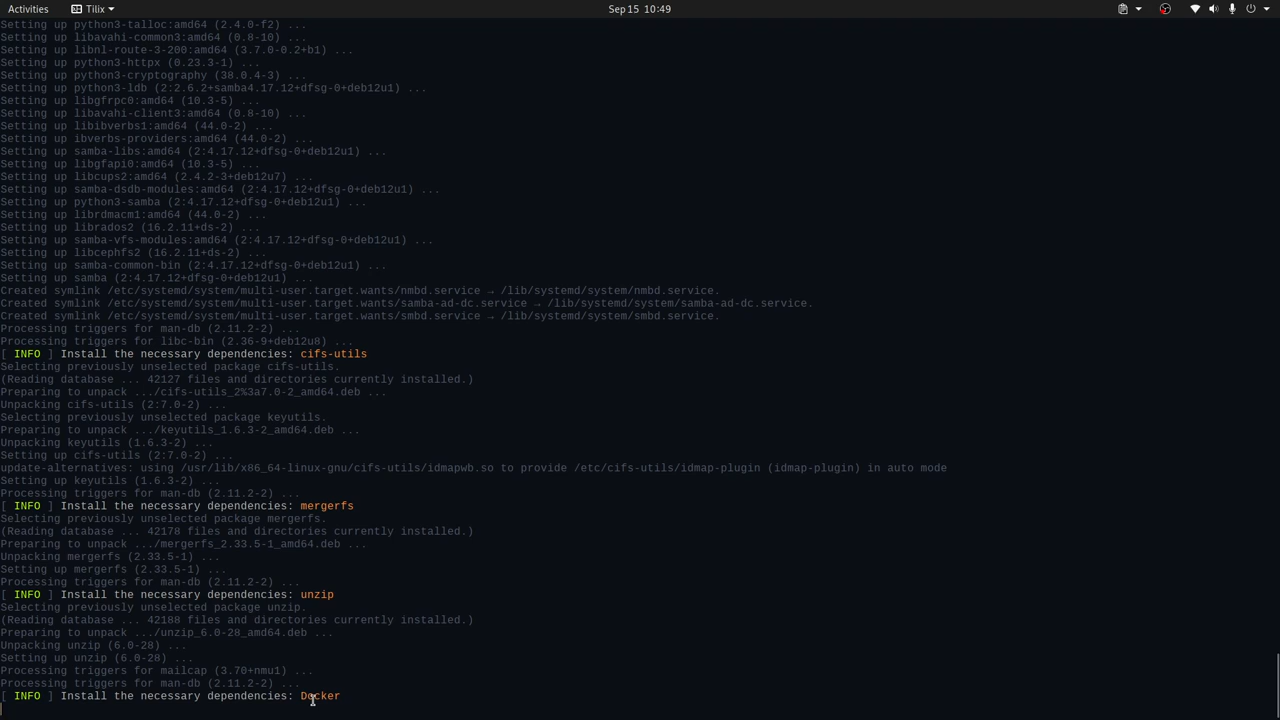 Activities Tilix Sep 15 10:49
Setting up python3-talloc:amd64 (2.4.0-f2) ...
Setting up libavahi-common3:amd64 (0.8-10) ...
Setting up libnl-route-3-200:amd64 (3.7.0-0.2+b1) ...
Setting up python3-httpx (0.23.3-1) ...
Setting up python3-cryptography (38.0.4-3) ...
Setting up python3-ldb (2:2.6.2+samba4.17.12+dfsg-0+deb12u1) ...
Setting up libgfrpc0:amd64 (10.3-5) ...
Setting up libavahi-client3:amd64 (0.8-10) ...
Setting up libibverbs1:amd64 (44.0-2) ...
Setting up ibverbs-providers:amd64 (44.0-2) ...
Setting up samba-libs:amd64 (2:4.17.12+dfsg-0+deb12u1) ...
Setting up libgfapi0:amd64 (10.3-5) ...
Setting up libcups2:amd64 (2.4.2-3+deb12u7) ...
Setting up samba-dsdb-modules:amd64 (2:4.17.12+dfsg-0+deb12u1) ...
Setting up python3-samba (2:4.17.12+dfsg-0+deb12u1) ...
Setting up librdmacm1:amd64 (44.0-2) ...
Setting up librados2 (16.2.11+ds-2) ...
Setting up samba-vfs-modules:amd64 (2:4.17.12+dfsg-0+deb12u1) ...
Setting up libcephfs2 (16.2.11+ds-2) ...
Setting up samba-common-bin (2:4.17.12+dfsg-0+deb12u1) ...
Setting up samba (2:4.17.12+dfsg-0+deb12u1) ...
Created symlink /etc/systemd/system/multi-user.target.wants/nmbd.service → /lib/systemd/system/nmbd.service.
Created symlink /etc/systemd/system/multi-user.target.wants/samba-ad-dc.service → /lib/systemd/system/samba-ad-dc.service.
Created symlink /etc/systemd/system/multi-user.target.wants/smbd.service → /lib/systemd/system/smbd.service.
Processing triggers for man-db (2.11.2-2) ...
Processing triggers for libc-bin (2.36-9+deb12u8) ...
[ INFO ] Install the necessary dependencies: cifs-utils
Selecting previously unselected package cifs-utils.
(Reading database ... 42127 files and directories currently installed.)
Preparing to unpack .../cifs-utils_2%3a7.0-2_amd64.deb ...
Unpacking cifs-utils (2:7.0-2) ...
Selecting previously unselected package keyutils.
Preparing to unpack .../keyutils_1.6.3-2_amd64.deb ...
Unpacking keyutils (1.6.3-2) ...
Setting up cifs-utils (2:7.0-2) ...
update-alternatives: using /usr/lib/x86_64-linux-gnu/cifs-utils/idmapwb.so to provide /etc/cifs-utils/idmap-plugin (idmap-plugin) in auto mode
Setting up keyutils (1.6.3-2) ...
Processing triggers for man-db (2.11.2-2) ...
[ INFO ] Install the necessary dependencies: mergerfs
Selecting previously unselected package mergerfs.
(Reading database ... 42178 files and directories currently installed.)
Preparing to unpack .../mergerfs_2.33.5-1_amd64.deb ...
Unpacking mergerfs (2.33.5-1) ...
Setting up mergerfs (2.33.5-1) ...
Processing triggers for man-db (2.11.2-2) ...
[ INFO ] Install the necessary dependencies: unzip
Selecting previously unselected package unzip.
(Reading database ... 42188 files and directories currently installed.)
Preparing to unpack .../unzip_6.0-28_amd64.deb ...
Unpacking unzip (6.0-28) ...
Setting up unzip (6.0-28) ...
Processing triggers for mailcap (3.70+nmu1) ...
Processing triggers for man-db (2.11.2-2) ...
[ INFO ] Install the necessary dependencies: Docker